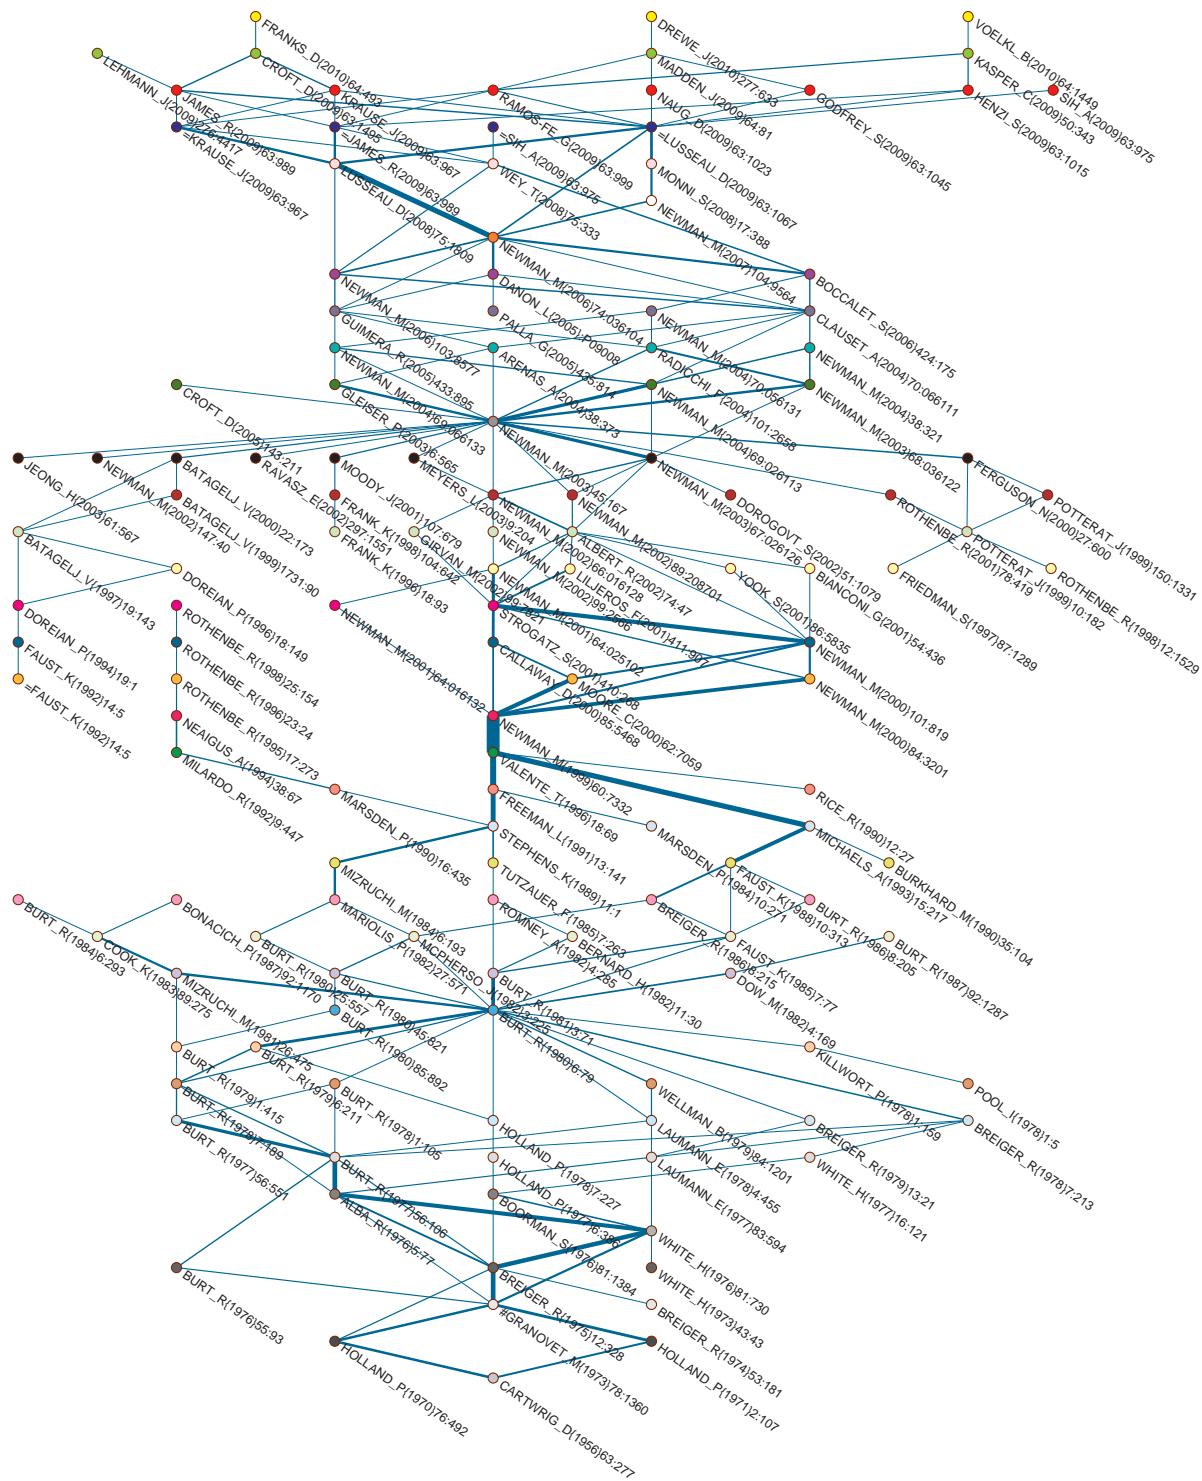 FRANKS_D(2010)64:493
DREWE_J(2010)277:633
VOELKL_B(2010)64:1449
LEHMANN_J(2009)276:4417
CROFT_D(2009)63:1495
MADDEN_J(2009)64:81
KASPER_C(2009)50:343
JAMES_R(2009)63:989
KRAUSE_J(2009)63:967
RAMOS-FE_G(2009)63:999
NAUG_D(2009)63:1023
GODFREY_S(2009)63:1045
HENZI_S(2009)63:1015
SIH_A(2009)63:975
=KRAUSE_J(2009)63:967
=JAMES_R(2009)63:989
=SIH_A(2009)63:975
=LUSSEAU_D(2009)63:1067
LUSSEAU_D(2008)75:1809
WEY_T(2008)75:333
MONNI_S(2008)17:388
NEWMAN_M(2007)104:9564
NEWMAN_M(2006)74:036104
NEWMAN_M(2006)103:8577
DANON_L(2005):P09008
BOCCALET_S(2006)424:175
GUIMERA_R(2005)433:895
PALLA_G(2005)435:814
NEWMAN_M(2004)70:056131
CLAUSET_A(2004)70:066111
NEWMAN_M(2004)69:066133
ARENAS_A(2004)38:373
RADICCHI_F(2004)101:2658
NEWMAN_M(2004)38:321
CROFT_D(2005)143:211
GLEISER_P(2003)6:565
NEWMAN_M(2004)69:026113
NEWMAN_M(2003)68:036122
NEWMAN_M(2003)45:167
JEONG_H(2003)61:567
NEWMAN_M(2002)147:40
BATAGELJ_V(2000)22:173
RAVASZ_E(2002)297:1551
MOODY_J(2001)107:679
MEYERS_L(2003)9:204
NEWMAN_M(2003)67:026126
FERGUSON_N(2000)27:600
BATAGELJ_V(1999)1731:90
FRANK_K(1998)104:642
NEWMAN_M(2002)66:016128
NEWMAN_M(2002)89:208701
DOROGOVT_S(2002)51:1079
ROTHENBE_R(2001)78:419
POTTERAT_J(1999)150:1331
BATAGELJ_V(1997)19:143
FRANK_K(1996)18:93
GIRVAN_M(2002)99:7821
NEWMAN_M(2002)99:2566
ALBERT_R(2002)74:47
POTTERAT_J(1999)10:182
DOREIAN_P(1996)18:149
NEWMAN_M(2001)64:025102
LILJEROS_F(2001)411:907
YOOK_S(2001)86:5835
BIANCONI_G(2001)54:436
FRIEDMAN_S(1997)87:1289
ROTHENBE_R(1998)12:1529
DOREIAN_P(1994)19:1
ROTHENBE_R(1998)25:154
NEWMAN_M(2001)64:016132
STROGATZ_S(2001)410:268
FAUST_K(1992)14:5
ROTHENBE_R(1996)23:24
CALLAWAY_D(2000)85:5468
NEWMAN_M(2000)101:819
=FAUST_K(1992)14:5
ROTHENBE_R(1995)17:273
MOORE_C(2000)62:7059
NEWMAN_M(2000)84:3201
NEAIGUS_A(1994)38:67
NEWMAN_M(1999)60:7332
MILARDO_R(1992)9:447
VALENTE_T(1996)18:69
MARSDEN_P(1990)16:435
FREEMAN_L(1991)13:141
RICE_R(1990)12:27
STEPHENS_K(1989)11:1
MARSDEN_P(1984)10:271
MICHAELS_A(1993)15:217
MIZRUCHI_M(1984)6:193
TUTZAUER_F(1985)7:263
FAUST_K(1988)10:313
BURKHARD_M(1990)35:104
BURT_R(1984)6:293
BONACICH_P(1987)92:1170
MARIOLIS_P(1982)27:571
ROMNEY_A(1982)4:285
BREIGER_R(1986)8:215
BURT_R(1986)8:205
COOK_K(1983)89:275
BURT_R(1980)25:557
MCPHERSO_J(1982)3:225
BERNARD_H(1982)11:30
FAUST_K(1985)7:77
BURT_R(1987)92:1287
MIZRUCHI_M(1981)26:475
BURT_R(1980)45:821
BURT_R(1981)3:71
DOW_M(1982)4:169
BURT_R(1980)85:892
BURT_R(1980)6:79
BURT_R(1979)1:415
BURT_R(1979)6:211
KILLWORT_P(1978)1:159
BURT_R(1978)7:189
BURT_R(1978)1:105
WELLMAN_B(1979)84:1201
POOL_I(1978)1:5
BURT_R(1977)56:551
HOLLAND_P(1978)7:227
LAUMANN_E(1978)4:455
BREIGER_R(1979)13:21
BREIGER_R(1978)7:213
BURT_R(1977)56:106
HOLLAND_P(1977)6:386
LAUMANN_E(1977)83:594
WHITE_H(1977)16:121
ALBA_R(1976)5:77
BOORMAN_S(1976)81:1384
WHITE_H(1976)81:730
BURT_R(1976)55:93
BREIGER_R(1975)12:328
WHITE_H(1973)43:43
#GRANOVET_M(1973)78:1360
BREIGER_R(1974)53:181
HOLLAND_P(1970)76:492
HOLLAND_P(1971)2:107
CARTWRIG_D(1956)63:277